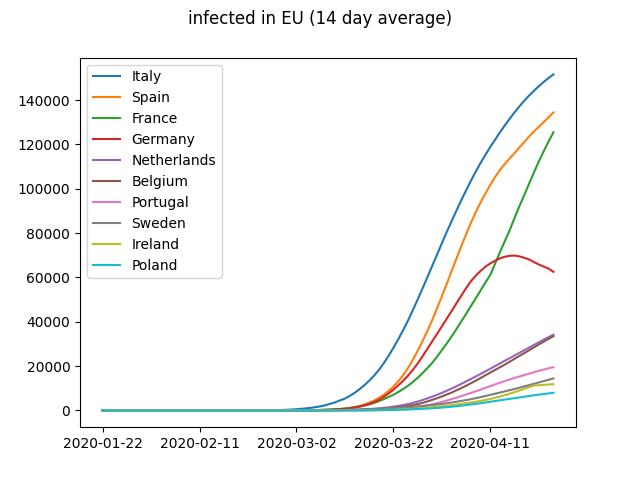 infected in EU (14 day average)
Italy
Spain
France
Germany
Netherlands
Belgium
Portugal
Sweden
Ireland
Poland
140000
120000
100000
80000
60000
40000
20000
0
2020-01-22 2020-02-11 2020-03-02 2020-03-22 2020-04-11